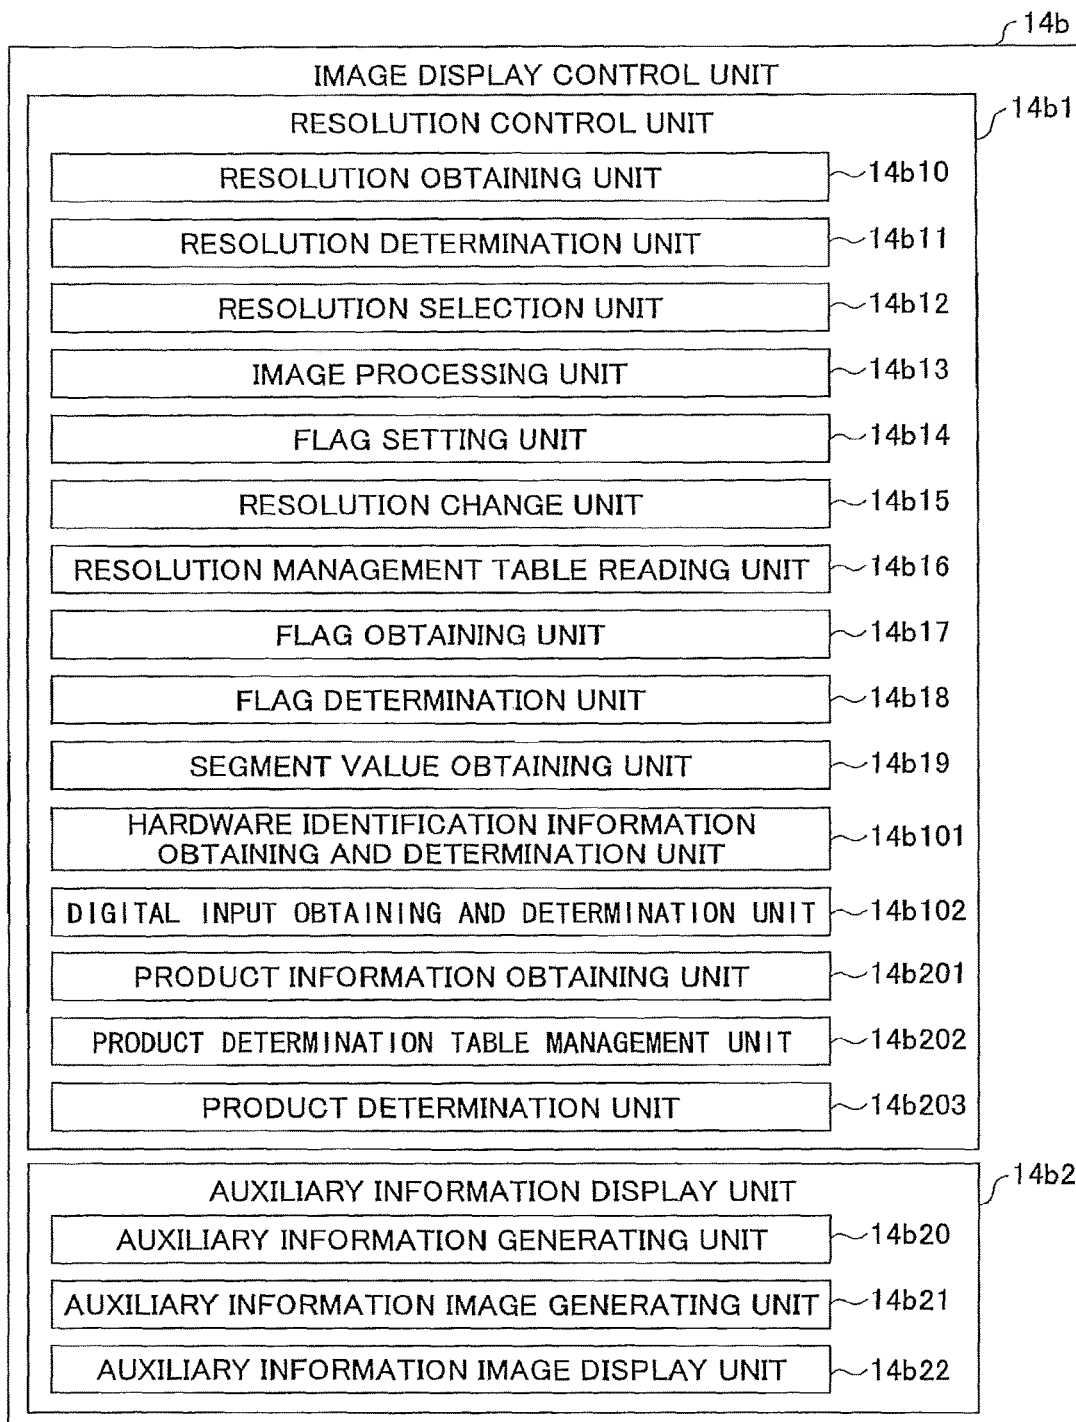 14b
IMAGE DISPLAY CONTROL UNIT
RESOLUTION CONTROL UNIT
14b1
RESOLUTION OBTAINING UNIT
14b10
RESOLUTION DETERMINATION UNIT
14b11
RESOLUTION SELECTION UNIT
14b12
IMAGE PROCESSING UNIT
14b13
FLAG SETTING UNIT
14b14
RESOLUTION CHANGE UNIT
14b15
RESOLUTION MANAGEMENT TABLE READING UNIT
14b16
FLAG OBTAINING UNIT
14b17
FLAG DETERMINATION UNIT
14b18
SEGMENT VALUE OBTAINING UNIT
14b19
HARDWARE IDENTIFICATION INFORMATION
OBTAINING AND DETERMINATION UNIT
14b101
DIGITAL INPUT OBTAINING AND DETERMINATION UNIT
14b102
PRODUCT INFORMATION OBTAINING UNIT
14b201
PRODUCT DETERMINATION TABLE MANAGEMENT UNIT
14b202
PRODUCT DETERMINATION UNIT
14b203
AUXILIARY INFORMATION DISPLAY UNIT
14b2
AUXILIARY INFORMATION GENERATING UNIT
14b20
AUXILIARY INFORMATION IMAGE GENERATING UNIT
14b21
AUXILIARY INFORMATION IMAGE DISPLAY UNIT
14b22